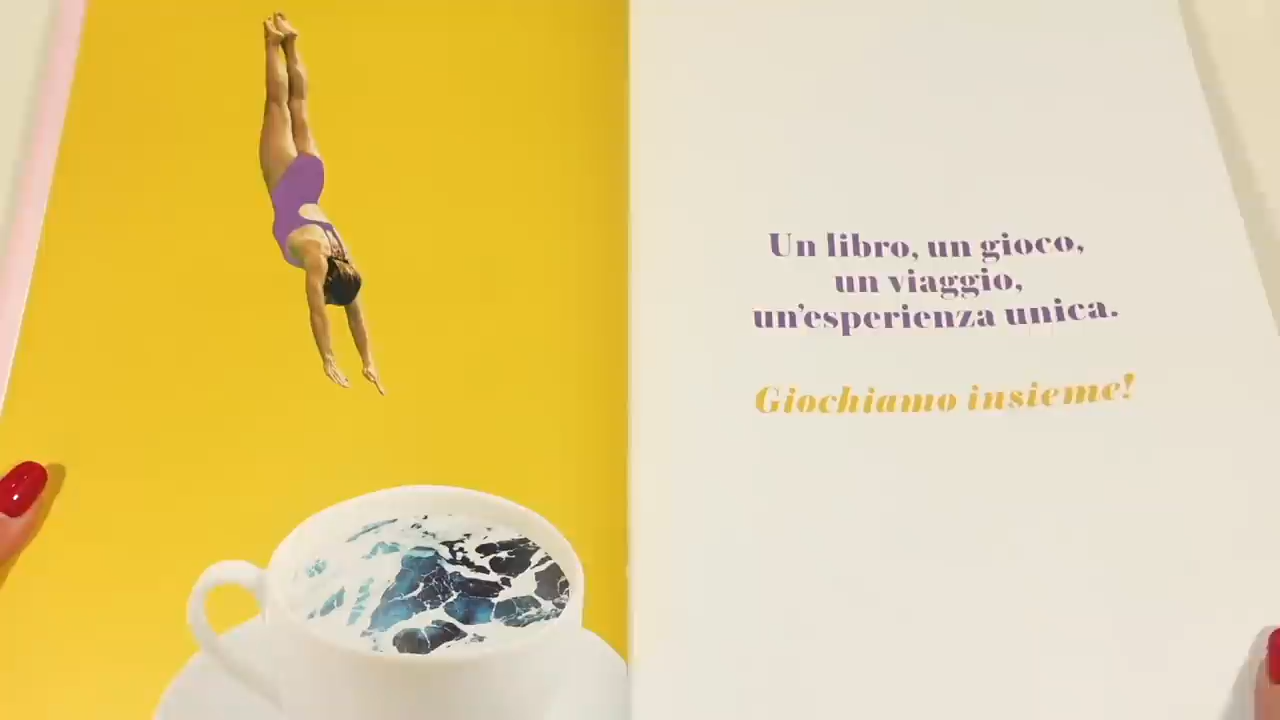 Un libro, un gioco,
un viaggio,
un'esperienza unica.
Giochiamo insieme!